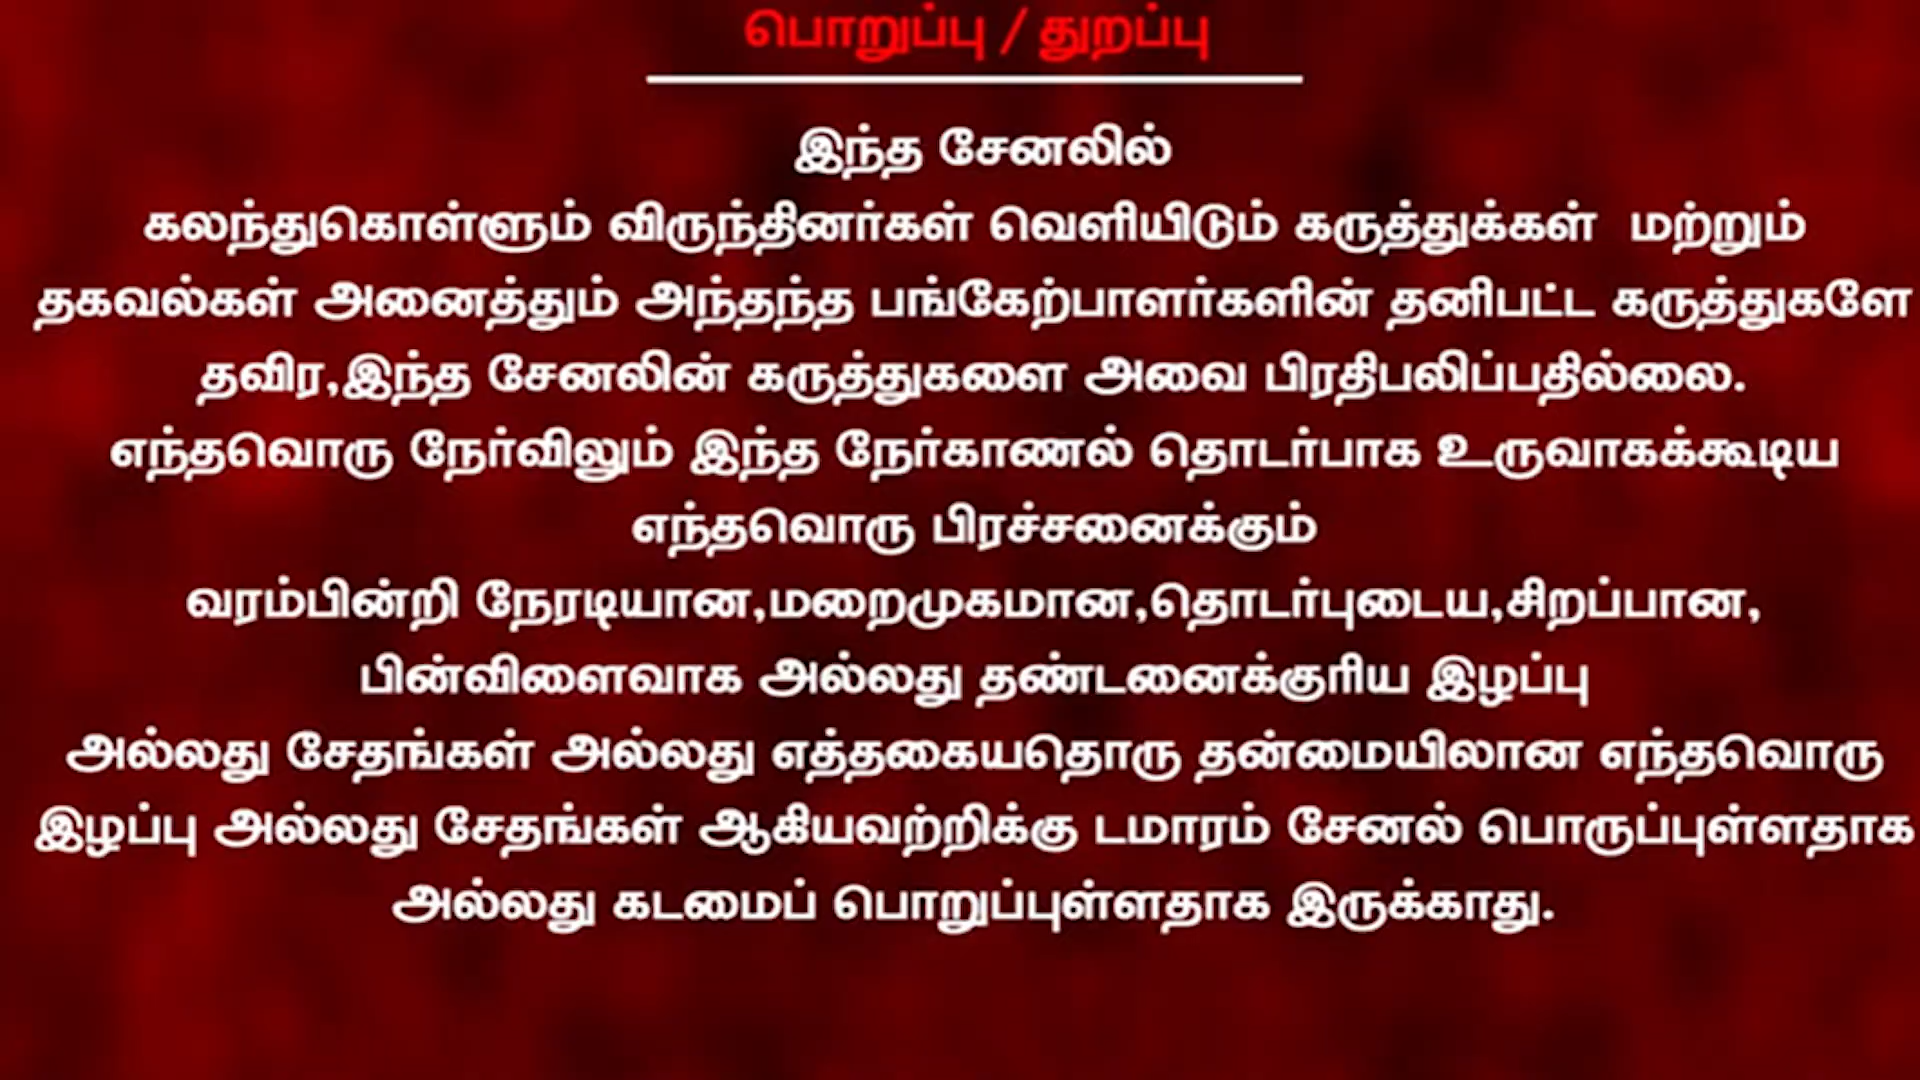 பொறுப்பு / துறப்பு
இந்த சேனலில்
கலந்துகொள்ளும் விருந்தினர்கள் வெளியிடும் கருத்துக்கள் மற்றும்
தகவல்கள் அனைத்தும் அந்தந்த பங்கேற்பாளர்களின் தனிபட்ட கருத்துகளே
தவிர,இந்த சேனலின் கருத்துகளை அவை பிரதிபலிப்பதில்லை.
எந்தவொரு நேர்விலும் இந்த நேர்காணல் தொடர்பாக உருவாகக்கூடிய
எந்தவொரு பிரச்சனைக்கும்
வரம்பின்றி நேரடியான,மறைமுகமான,தொடர்புடைய,சிறப்பான,
பின்விளைவாக அல்லது தண்டனைக்குரிய இழப்பு
அல்லது சேதங்கள் அல்லது எத்தகையதொரு தன்மையிலான எந்தவொரு
இழப்பு அல்லது சேதங்கள் ஆகியவற்றிக்கு டமாரம் சேனல் பொருப்புள்ளதாக
அல்லது கடமைப் பொறுப்புள்ளதாக இருக்காது.